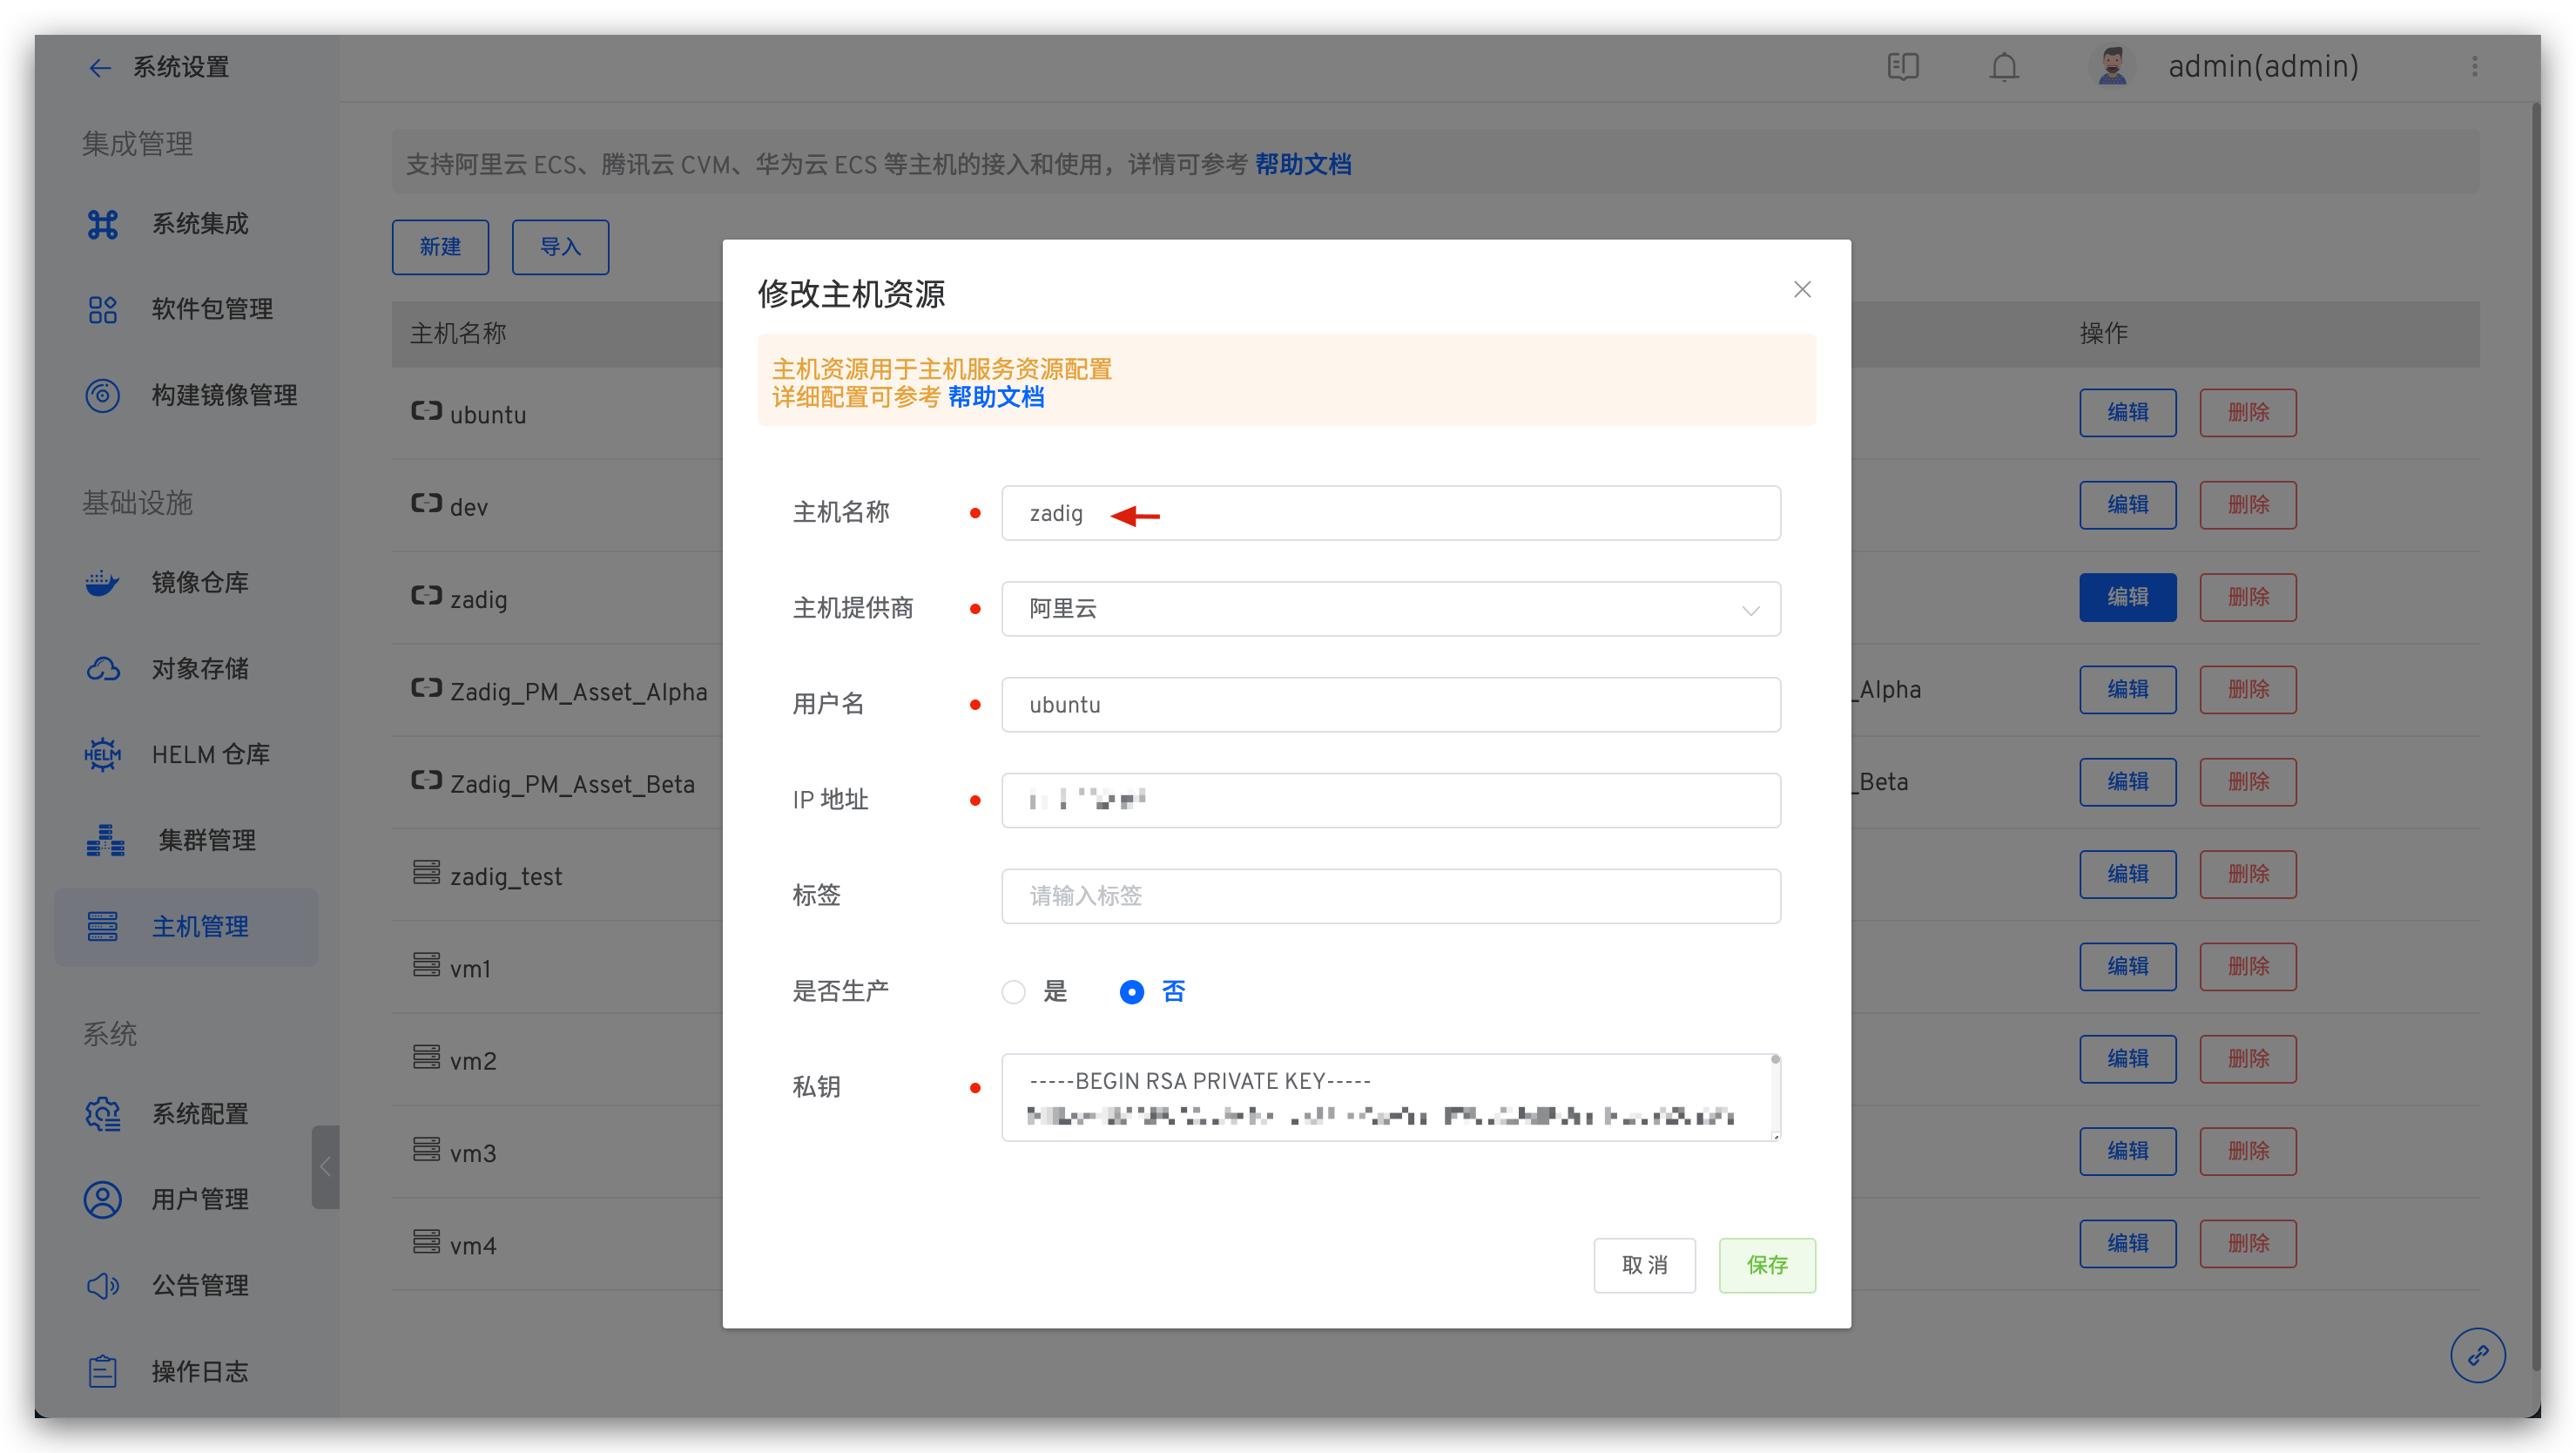 系统设置
admin(admin)
集成管理
系统集成
软件包管理
构建镜像管理
基础设施
镜像仓库
对象存储
HELM
HELM 仓库
集群管理
主机管理
系统
系统配置
用户管理
公告管理
操作日志
支持阿里云 ECS、腾讯云 CVM、华为云 ECS 等主机的接入和使用，详情可参考 帮助文档
新建 导入
主机名称 操作
ubuntu 编辑 删除
dev 编辑 删除
zadig 编辑 删除
Zadig_PM_Asset_Alpha _Alpha 编辑 删除
Zadig_PM_Asset_Beta _Beta 编辑 删除
zadig_test 编辑 删除
vm1 编辑 删除
vm2 编辑 删除
vm3 编辑 删除
vm4 编辑 删除
修改主机资源
主机资源用于主机服务资源配置
详细配置可参考 帮助文档
主机名称 zadig
主机提供商 阿里云
用户名 ubuntu
IP 地址
标签 请输入标签
是否生产 是 否
私钥 -----BEGIN RSA PRIVATE KEY-----
取消 保存